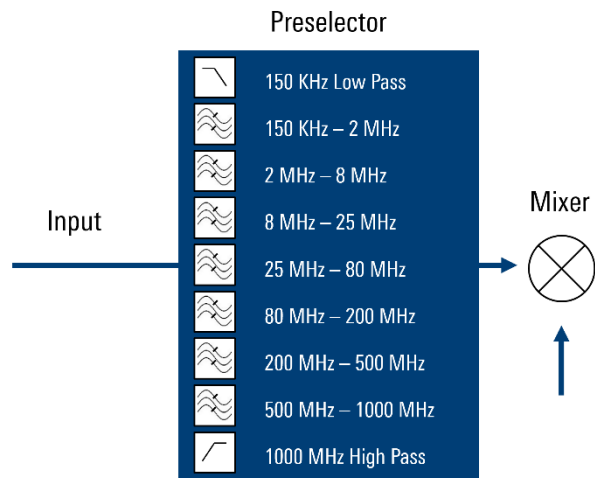 Preselector
150 KHz Low Pass
150 KHz – 2 MHz
2 MHz – 8 MHz
8 MHz – 25 MHz
25 MHz – 80 MHz
80 MHz – 200 MHz
200 MHz – 500 MHz
500 MHz – 1000 MHz
1000 MHz High Pass
Input
Mixer